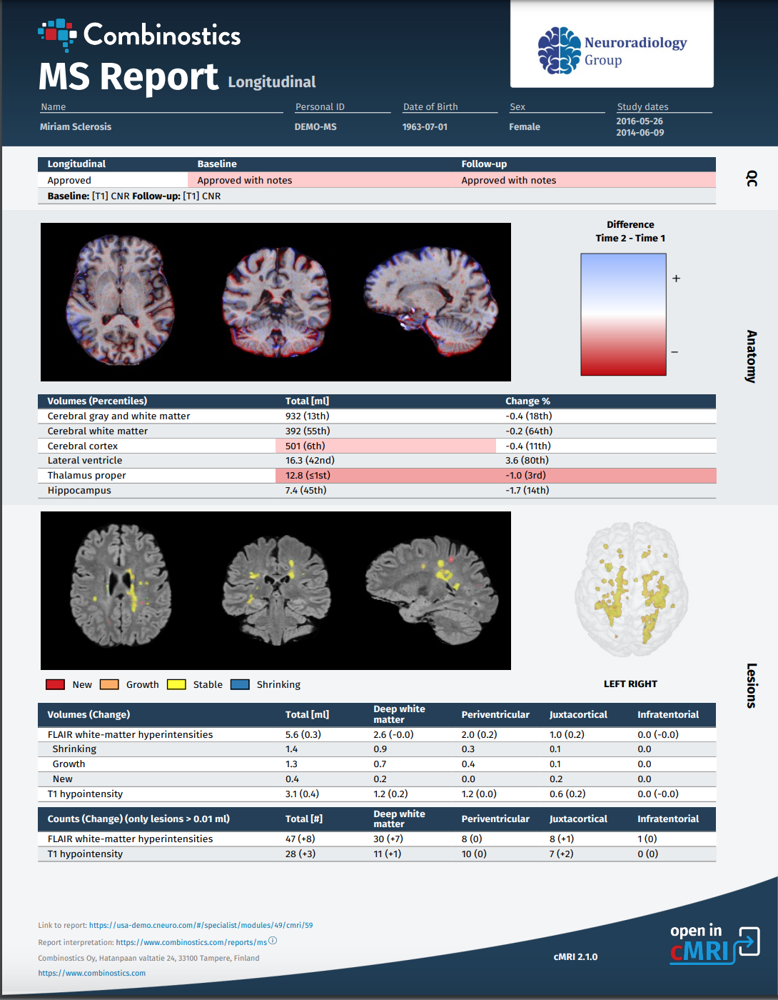 Combinostics
Neuroradiology
Group
MS Report Longitudinal
Name Personal ID Date of Birth Sex Study dates
Miriam Sclerosis DEMO-MS 1963-07-01 Female 2016-05-26
2014-06-09
Longitudinal Baseline Follow-up
Approved Approved with notes Approved with notes
Baseline: [T1] CNR Follow-up: [T1] CNR
QC
Difference
Time 2 - Time 1
+
−
Anatomy
Volumes (Percentiles) Total [ml] Change %
Cerebral gray and white matter 932 (13th) -0.4 (18th)
Cerebral white matter 392 (55th) -0.2 (64th)
Cerebral cortex 501 (6th) -0.4 (11th)
Lateral ventricle 16.3 (42nd) 3.6 (80th)
Thalamus proper 12.8 (≤1st) -1.0 (3rd)
Hippocampus 7.4 (45th) -1.7 (14th)
New Growth Stable Shrinking
LEFT RIGHT
Lesions
Volumes (Change) Total [ml] Deep white matter Periventricular Juxtacortical Infratentorial
FLAIR white-matter hyperintensities 5.6 (0.3) 2.6 (-0.0) 2.0 (0.2) 1.0 (0.2) 0.0 (-0.0)
Shrinking 1.4 0.9 0.3 0.1 0.0
Growth 1.3 0.7 0.4 0.1 0.0
New 0.4 0.2 0.0 0.2 0.0
T1 hypointensity 3.1 (0.4) 1.2 (0.2) 1.2 (0.0) 0.6 (0.2) 0.0 (-0.0)
Counts (Change) (only lesions > 0.01 ml) Total [#] Deep white matter Periventricular Juxtacortical Infratentorial
FLAIR white-matter hyperintensities 47 (+8) 30 (+7) 8 (0) 8 (+1) 1 (0)
T1 hypointensity 28 (+3) 11 (+1) 10 (0) 7 (+2) 0 (0)
Link to report: https://usa-demo.cneuro.com/#/specialist/modules/49/cmri/59
Report interpretation: https://www.combinostics.com/reports/ms ⓘ
Combinostics Oy, Hatanpaan valtatie 24, 33100 Tampere, Finland
https://www.combinostics.com
cMRI 2.1.0
open in
cMRI